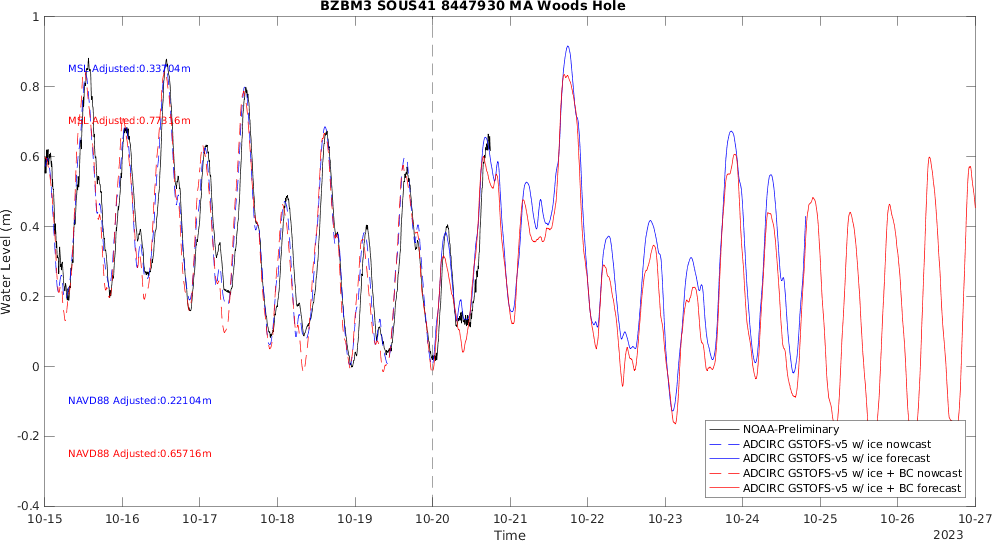 BZBM3 SOUS41 8447930 MA Woods Hole
1
0.8
0.6
0.4
0.2
0
-0.2
-0.4
Water Level (m)
MSL Adjusted:0.33704m
MSL Adjusted:0.77316m
NAVD88 Adjusted:0.22104m
NAVD88 Adjusted:0.65716m
NOAA-Preliminary
ADCIRC GSTOFS-v5 w/ ice nowcast
ADCIRC GSTOFS-v5 w/ ice forecast
ADCIRC GSTOFS-v5 w/ ice + BC nowcast
ADCIRC GSTOFS-v5 w/ ice + BC forecast
10-15 10-16 10-17 10-18 10-19 10-20 10-21 10-22 10-23 10-24 10-25 10-26 10-27
Time
2023